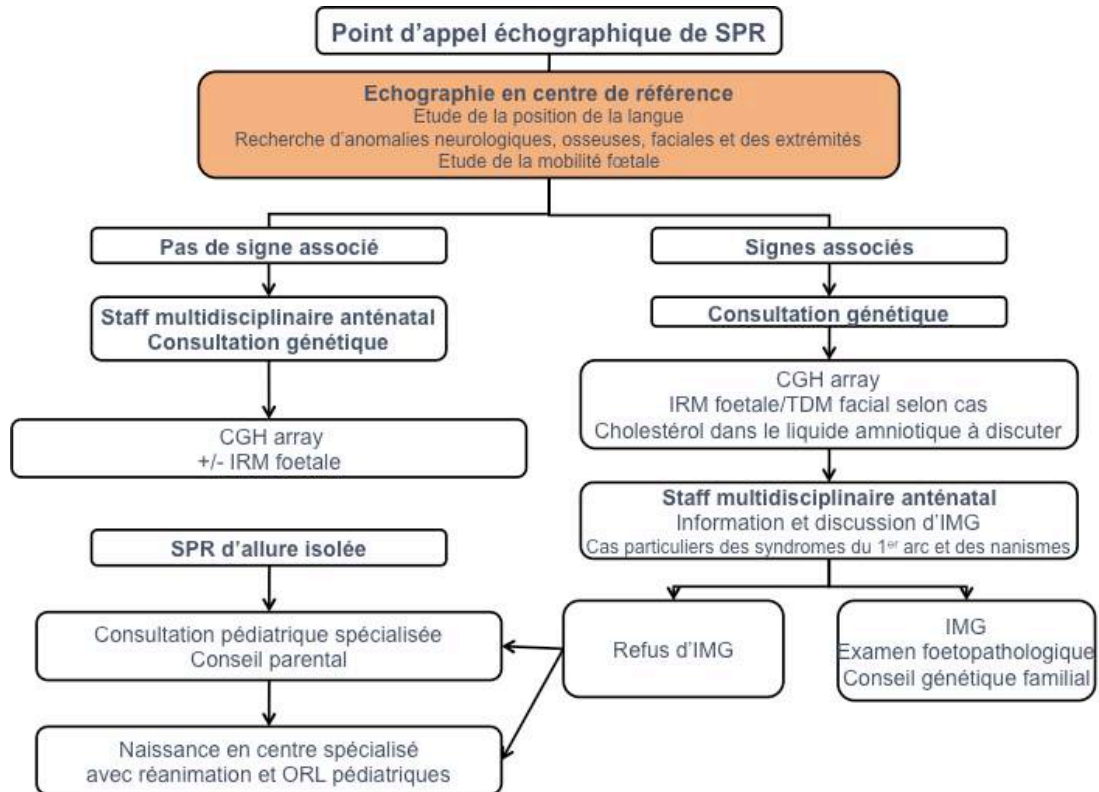 Point d'appel échographique de SPR
Echographie en centre de référence
Etude de la position de la langue
Recherche d'anomalies neurologiques, osseuses, faciales et des extrémités
Etude de la mobilité fœtale
Pas de signe associé
Staff multidisciplinaire anténatal
Consultation génétique
CGH array
+/- IRM foetale
SPR d'allure isolée
Consultation pédiatrique spécialisée
Conseil parental
Naissance en centre spécialisé
avec réanimation et ORL pédiatriques
Signes associés
Consultation génétique
CGH array
IRM foetale/TDM facial selon cas
Cholestérol dans le liquide amniotique à discuter
Staff multidisciplinaire anténatal
Information et discussion d'IMG
Cas particuliers des syndromes du 1er arc et des nanismes
Refus d'IMG
IMG
Examen foetopathologique
Conseil génétique familial